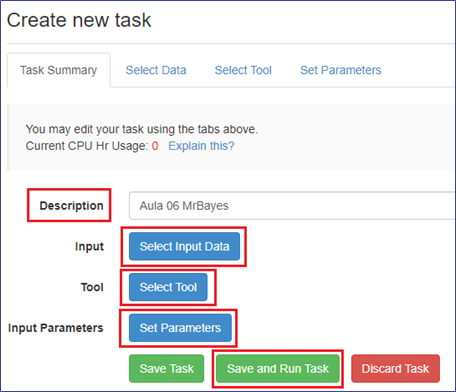 Create new task
Task Summary Select Data Select Tool Set Parameters
You may edit your task using the tabs above.
Current CPU Hr Usage: 0 Explain this?
Description Aula 06 MrBayes
Input Select Input Data
Tool Select Tool
Input Parameters Set Parameters
Save Task Save and Run Task Discard Task